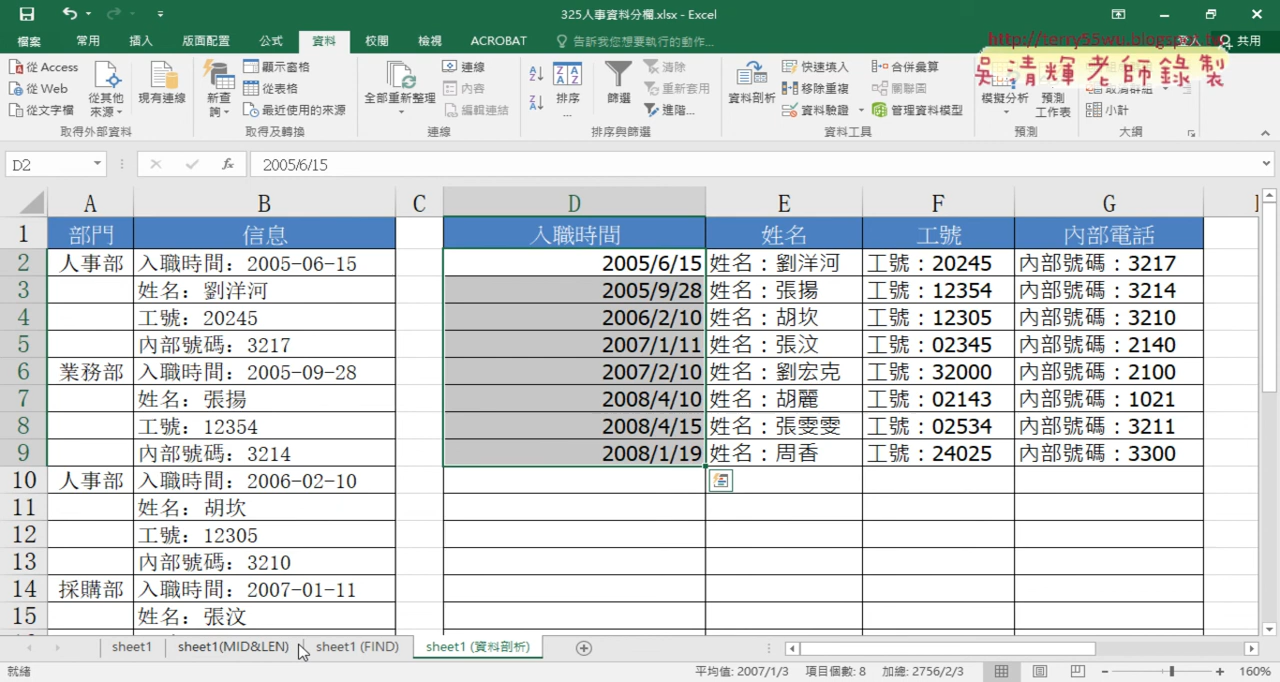 325人事資料分欄.xlsx - Excel
檔案 常用 插入 版面配置 公式 資料 校閱 檢視 ACROBAT 告訴我您想要執行的動作... 登入 共用
http://terry55wu.blogspot.tw
吳清輝老師錄製
從 Access 從 Web 從文字檔 從其他來源 現有連線 新查詢 顯示窗格 從表格 最近使用的來源 全部重新整理 連線 內容 編輯連結 排序... 篩選 清除 重新套用 進階... 資料剖析 快速填入 移除重複 資料驗證 合併彙算 關聯圖 管理資料模型 模擬分析 預測工作表 小計
取得外部資料 取得及轉換 連線 排序與篩選 資料工具 預測 大綱
D2 fx 2005/6/15
A B C D E F G
1 部門 信息 入職時間 姓名 工號 內部電話
2 人事部 入職時間：2005-06-15 2005/6/15 姓名：劉洋河 工號：20245 內部號碼：3217
3 姓名：劉洋河 2005/9/28 姓名：張揚 工號：12354 內部號碼：3214
4 工號：20245 2006/2/10 姓名：胡坎 工號：12305 內部號碼：3210
5 內部號碼：3217 2007/1/11 姓名：張汶 工號：02345 內部號碼：2140
6 業務部 入職時間：2005-09-28 2007/2/10 姓名：劉宏克 工號：32000 內部號碼：2100
7 姓名：張揚 2008/4/10 姓名：胡麗 工號：02143 內部號碼：1021
8 工號：12354 2008/4/15 姓名：張雯雯 工號：02534 內部號碼：3211
9 內部號碼：3214 2008/1/19 姓名：周香 工號：24025 內部號碼：3300
10 人事部 入職時間：2006-02-10
11 姓名：胡坎
12 工號：12305
13 內部號碼：3210
14 採購部 入職時間：2007-01-11
15 姓名：張汶
sheet1 sheet1(MID&LEN) sheet1 (FIND) sheet1 (資料剖析)
就緒 平均值: 2007/1/3 項目個數: 8 加總: 2756/2/3 160%